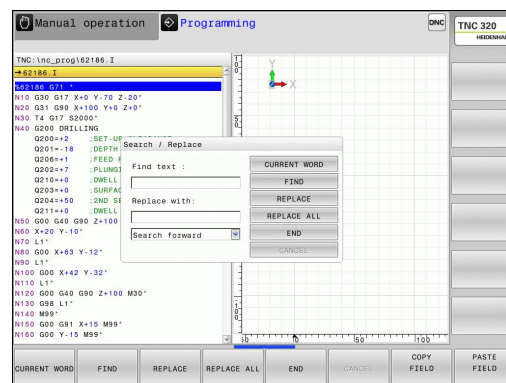 Manual operation
Programming
DNC
TNC 320
HEIDENHAI
TNC:\nc_prog\62186.I
→62186.I
%62186 G71 *
N10 G30 G17 X+0 Y-70 Z-20*
N20 G31 G90 X+100 Y+0 Z+0*
N30 T4 G17 S2000*
N40 G200 DRILLING
Q200=+2 ;SET-UP CLEARANCE
Q201=-18 ;DEPTH
Q206=+1 ;FEED R
Q202=+7 ;PLUNGI
Q210=+0 ;DWELL
Q203=+0 ;SURFAC
Q204=+50 ;2ND SE
Q211=+0 ;DWELL
N50 G00 G40 G90 Z+100
N60 X+20 Y-10*
N70 L1*
N80 G00 X+63 Y-12*
N90 L1*
N100 G00 X+42 Y-32*
N110 L1*
N120 G00 G40 G90 Z+100 M30*
N130 G98 L1*
N140 M99*
N150 G00 G91 X+15 M99*
N160 G00 Y-15 M99*
Search / Replace
Find text :
Replace with:
Search forward
CURRENT WORD
FIND
REPLACE
REPLACE ALL
END
CANCEL
Y
X
50
100
CURRENT WORD
FIND
REPLACE
REPLACE ALL
END
CANCEL
COPY FIELD
PASTE FIELD